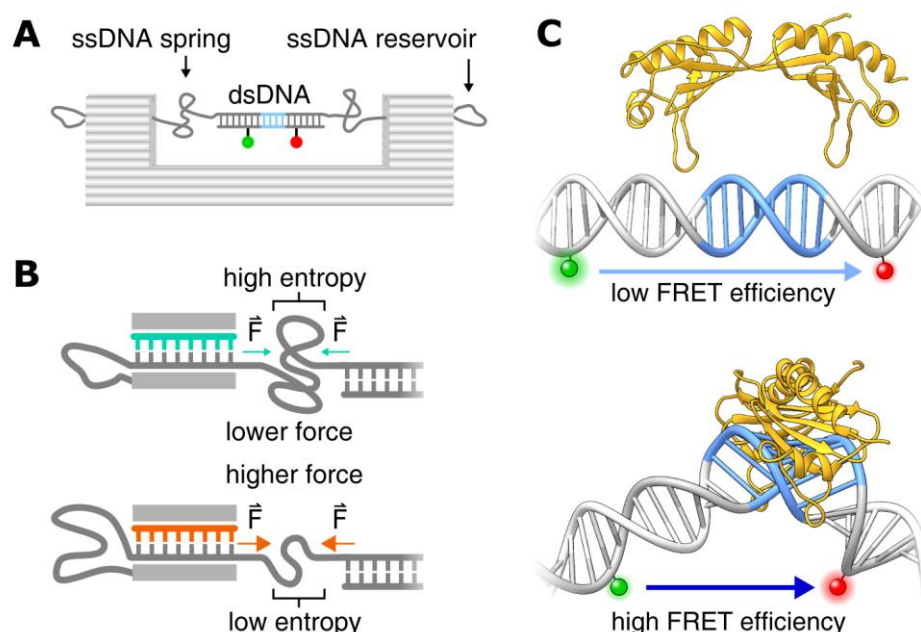 A
ssDNA spring
ssDNA reservoir
dsDNA
B
high entropy
F
F
lower force
higher force
F
F
low entropy
C
low FRET efficiency
high FRET efficiency